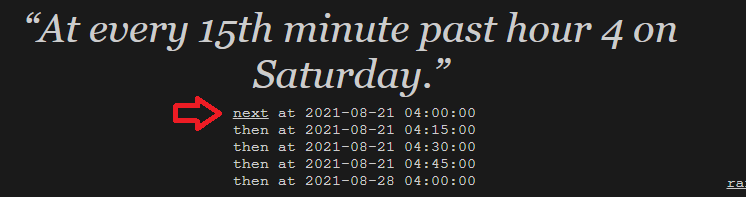 “At every 15th minute past hour 4 on
Saturday.”
next at 2021-08-21 04:00:00
then at 2021-08-21 04:15:00
then at 2021-08-21 04:30:00
then at 2021-08-21 04:45:00
then at 2021-08-28 04:00:00